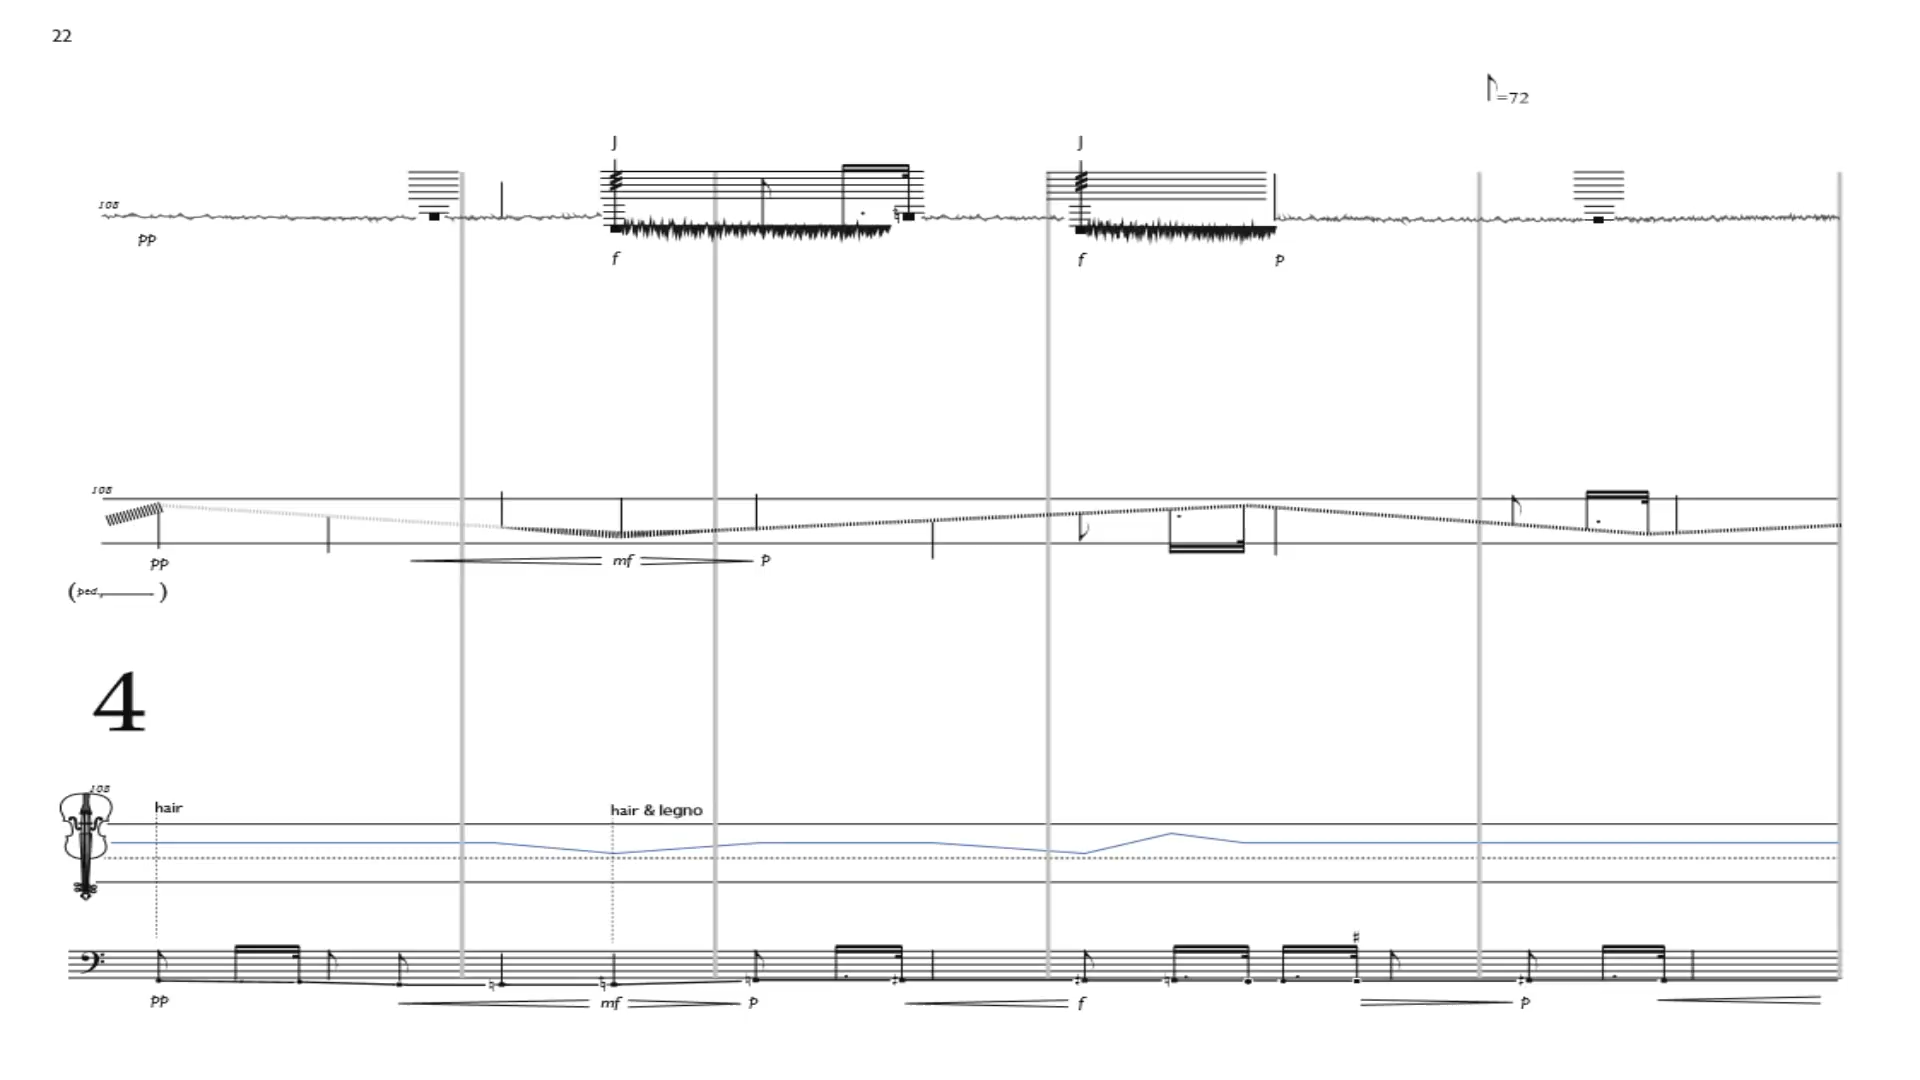 22
=72
J J
108
pp
f f p
108
pp mf p
(ped. )
4
108
hair hair & legno
pp mf p f p